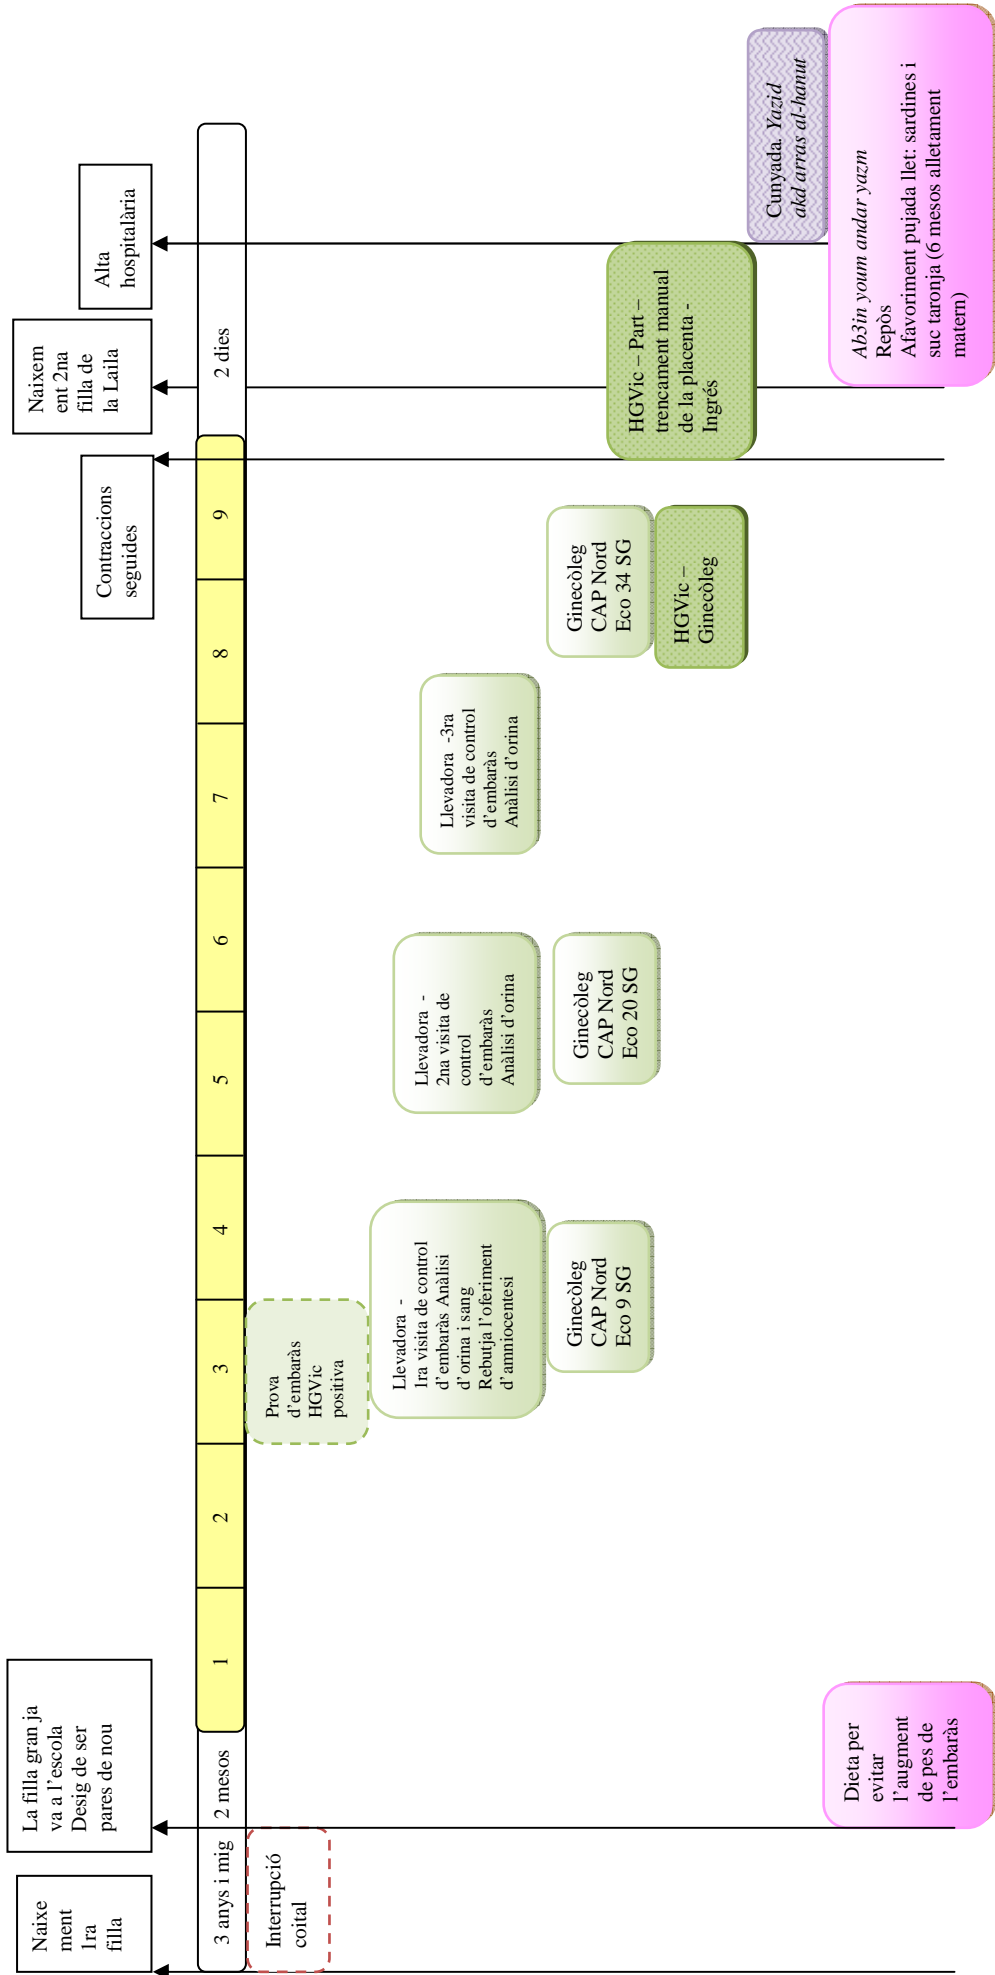 Naixe
ment
1ra
filla
La filla gran ja
va a l’escola
Desig de ser
pares de nou
Contraccions
seguides
Naixem
ent 2na
filla de
la Laila
Alta
hospitalària
3 anys i mig
2 mesos
1
2
3
4
5
6
7
8
9
2 dies
Interrupció
coital
Prova
d’embaràs
HGVic
positiva
Llevadora -
1ra visita de control
d’embaràs Anàlisi
d’orina i sang
Rebutja l’oferiment
d’amniocentesi
Llevadora -
2na visita de
control
d’embaràs
Anàlisi d’orina
Llevadora -3ra
visita de control
d’embaràs
Anàlisi d’orina
Ginecòleg
CAP Nord
Eco 9 SG
Ginecòleg
CAP Nord
Eco 20 SG
Ginecòleg
CAP Nord
Eco 34 SG
HGVic –
Ginecòleg
HGVic – Part –
trencament manual
de la placenta -
Ingrés
Cunyada. Yazid
akd arras al-hanut
Dieta per
evitar
l’augment
de pes de
l’embaràs
Ab3in youm andar yazm
Repòs
Afavoriment pujada llet: sardines i
suc taronja (6 mesos alletament
matern)